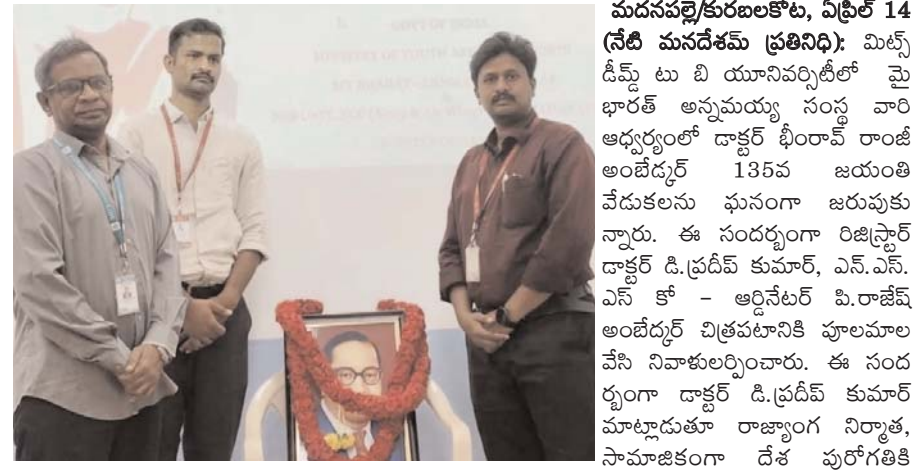 మదనపల్లె/కురబలకోట, ఏప్రిల్ 14
(నేటి మనదేశమ్ ప్రతినిధి): మిట్స్
డీమ్డ్ టు బి యూనివర్సిటీలో మై
భారత్ అన్నమయ్య సంస్థ వారి
ఆధ్వర్యంలో డాక్టర్ భీంరావ్ రాంజీ
అంబేడ్కర్ 135వ జయంతి
వేడుకలను ఘనంగా జరుపుకు
న్నారు. ఈ సందర్భంగా రిజిస్ట్రార్
డాక్టర్ డి.ప్రదీప్ కుమార్, ఎన్.ఎస్.
ఎస్ కో - ఆర్డినేటర్ పి.రాజేష్
అంబేద్కర్ చిత్రపటానికి పూలమాల
వేసి నివాళులర్పించారు. ఈ సంద
ర్భంగా డాక్టర్ డి.ప్రదీప్ కుమార్
మాట్లాడుతూ రాజ్యాంగ నిర్మాత,
సామాజికంగా దేశ పురోగతికి